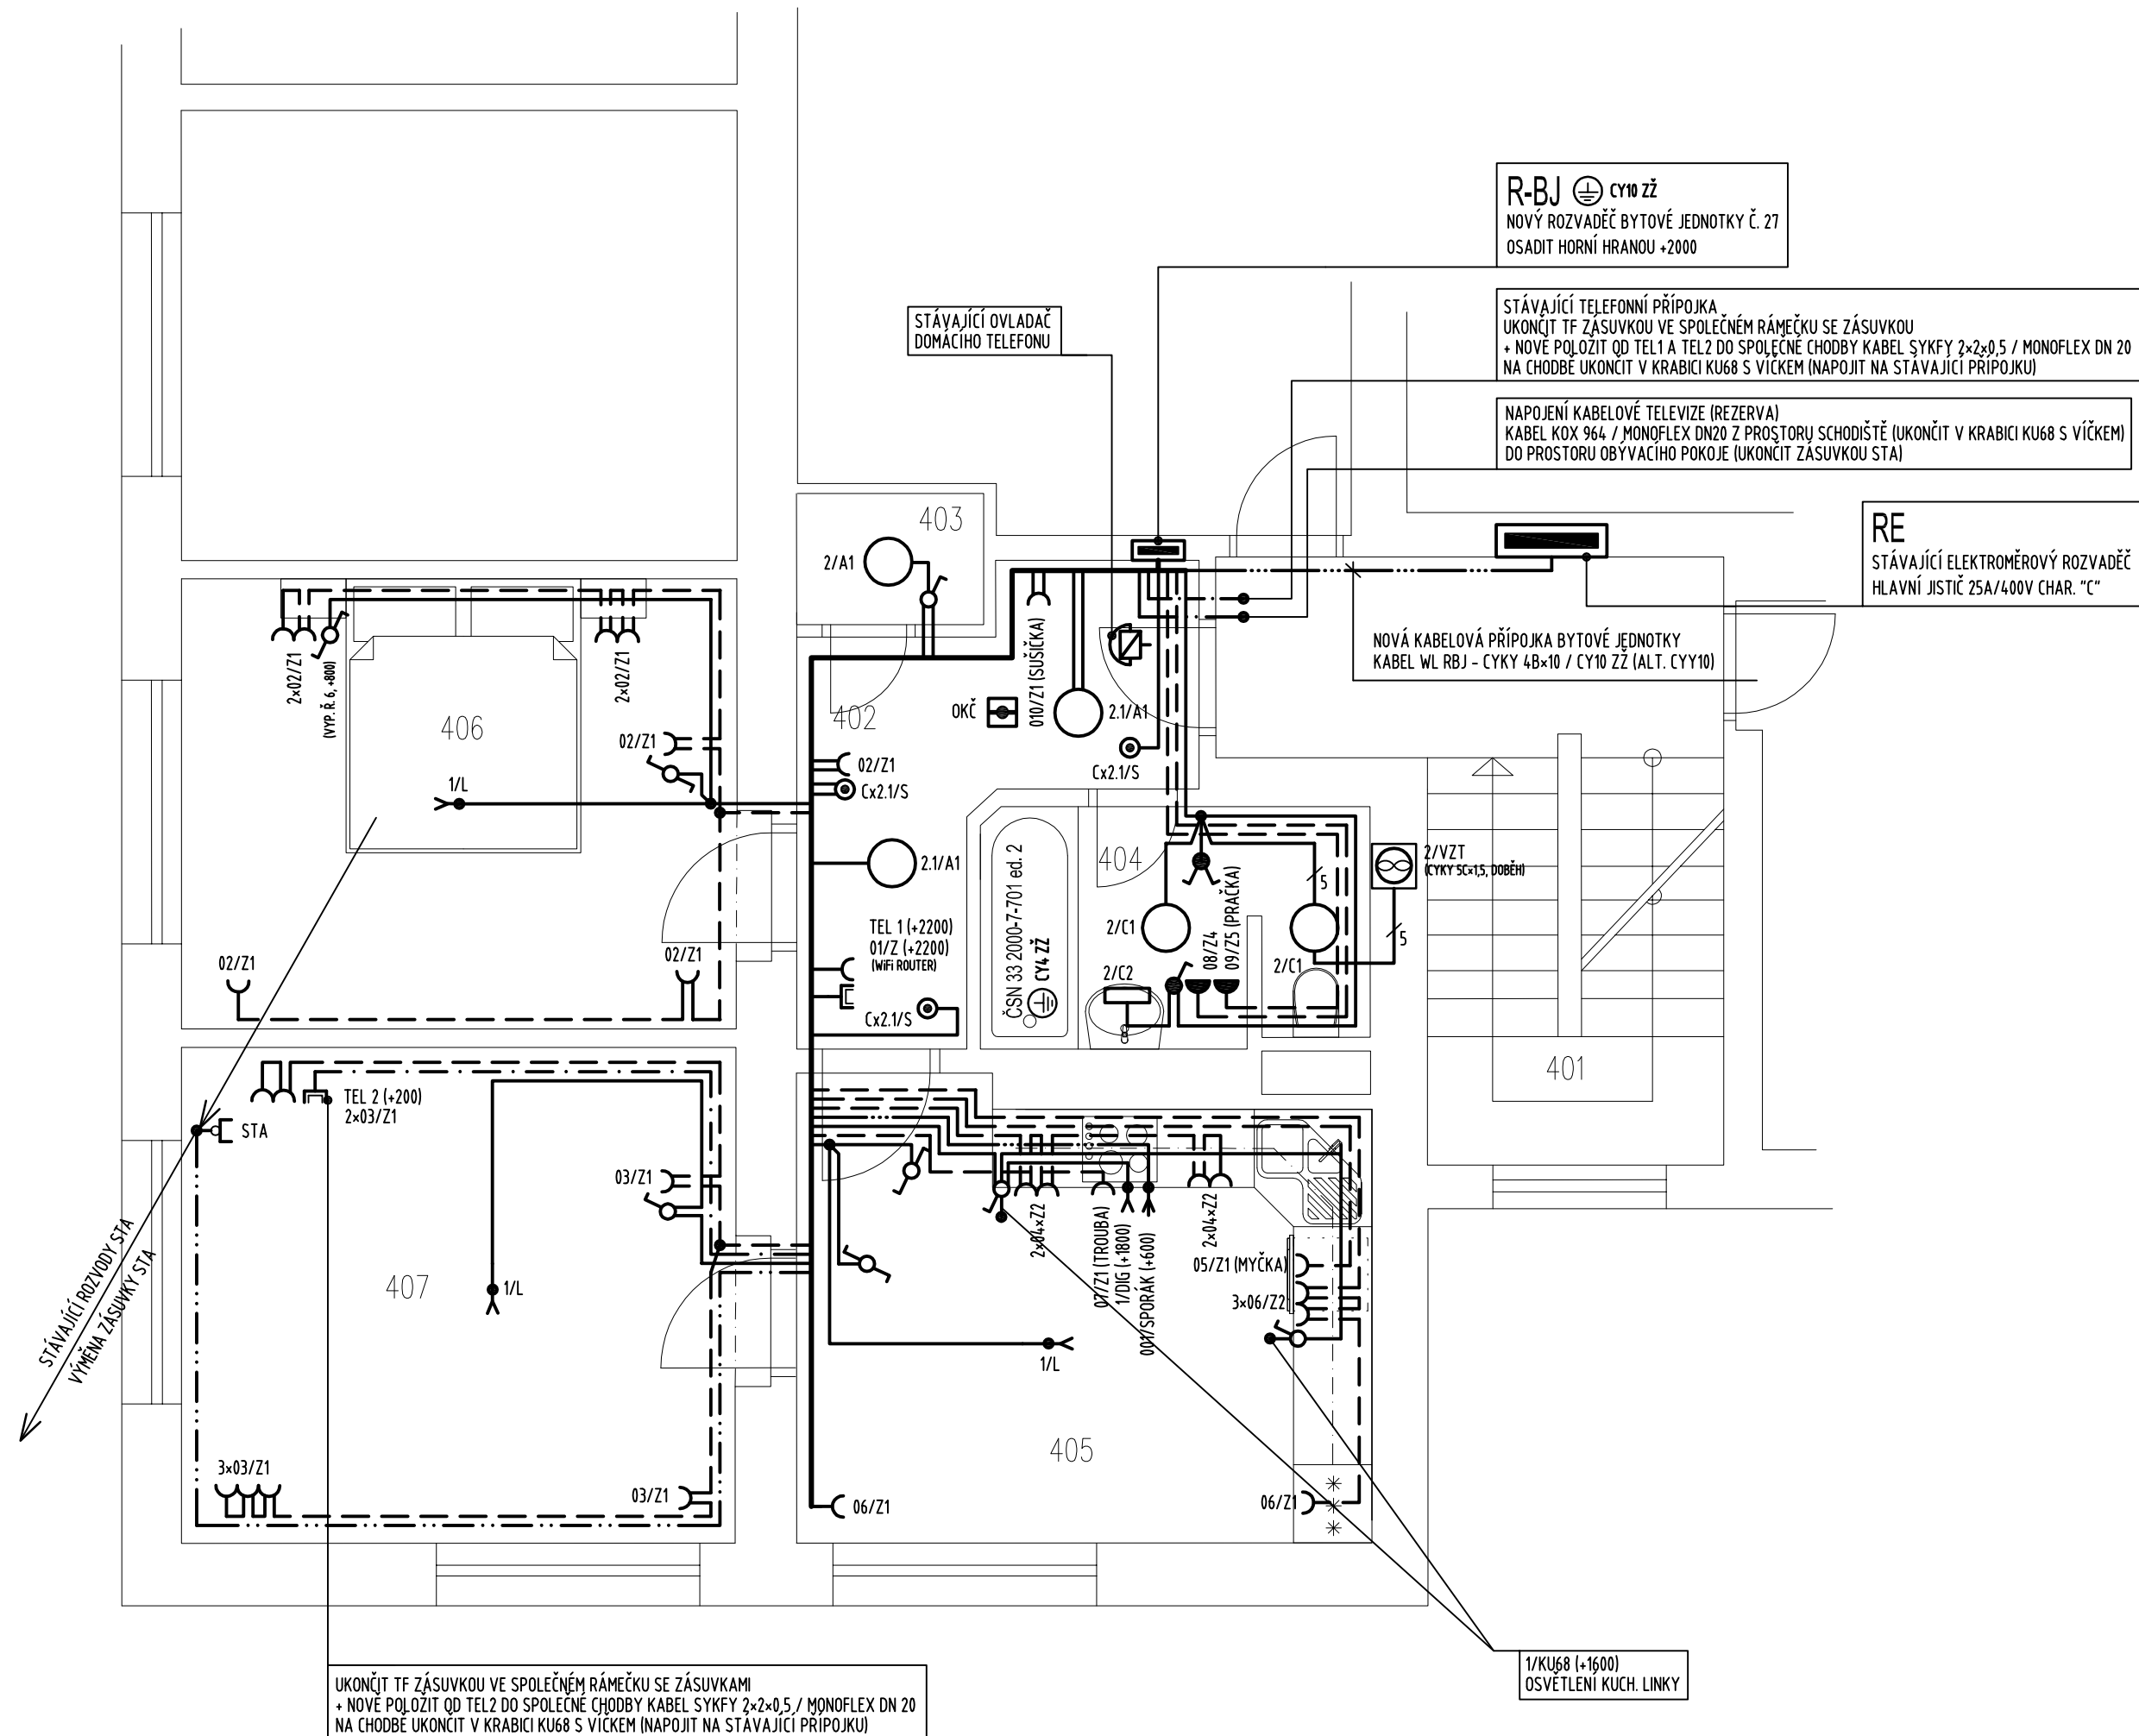 R-BJ CY10 ZŽ
NOVÝ ROZVADĚČ BYTOVÉ JEDNOTKY Č. 27
OSADIT HORNÍ HRANOU +2000
STÁVAJÍCÍ TELEFONNÍ PŘÍPOJKA
UKONČIT TF ZÁSUVKOU VE SPOLEČNÉM RÁMEČKU SE ZÁSUVKOU
+ NOVĚ POLOŽIT OD TEL1 A TEL2 DO SPOLEČNÉ CHODBY KABEL SYKFY 2×2×0,5 / MONOFLEX DN 20
NA CHODBĚ UKONČIT V KRABICI KU68 S VÍČKEM (NAPOJIT NA STÁVAJÍCÍ PŘÍPOJKU)
STÁVAJÍCÍ OVLADAČ
DOMÁCÍHO TELEFONU
NAPOJENÍ KABELOVÉ TELEVIZE (REZERVA)
KABEL KOX 964 / MONOFLEX DN20 Z PROSTORU SCHODIŠTĚ (UKONČIT V KRABICI KU68 S VÍČKEM)
DO PROSTORU OBÝVACÍHO POKOJE (UKONČIT ZÁSUVKOU STA)
RE
STÁVAJÍCÍ ELEKTROMĚROVÝ ROZVADĚČ
HLAVNÍ JISTIČ 25A/400V CHAR. "C"
403
2/A1
NOVÁ KABELOVÁ PŘÍPOJKA BYTOVÉ JEDNOTKY
KABEL WL RBJ - CYKY 4B×10 / CY10 ZŽ (ALT. CYY10)
010/Z1 (SUŠIČKA)
2×02/Z1
(VYP. Ř. 6, +800)
2×02/Z1
406
02/Z1
1/L
402
OKČ
2.1/A1
02/Z1
Cx2.1/S
Cx2.1/S
2.1/A1
404
2/VZT
(CYKY 5C×1,5, DOBĚH)
5
5
ČSN 33 2000-7-701 ed. 2
CY4 ZŽ
2/C1
08/Z4
09/Z5 (PRAČKA)
2/C1
2/C2
TEL 1 (+2200)
01/Z (+2200)
(WiFi ROUTER)
Cx2.1/S
02/Z1
02/Z1
401
TEL 2 (+200)
2×03/Z1
STA
03/Z1
407
1/L
STÁVAJÍCÍ ROZVODY STA
VÝMĚNA ZÁSUVKY STA
2×04×Z2
07/Z1 (TROUBA)
1/DIG (+1800)
001/SPORÁK (+600)
2×04×Z2
05/Z1 (MYČKA)
3×06/Z2
1/L
405
3×03/Z1
03/Z1
06/Z1
06/Z1
1/KU68 (+1600)
OSVĚTLENÍ KUCH. LINKY
UKONČIT TF ZÁSUVKOU VE SPOLEČNÉM RÁMEČKU SE ZÁSUVKAMI
+ NOVĚ POLOŽIT OD TEL2 DO SPOLEČNÉ CHODBY KABEL SYKFY 2×2×0,5 / MONOFLEX DN 20
NA CHODBĚ UKONČIT V KRABICI KU68 S VÍČKEM (NAPOJIT NA STÁVAJÍCÍ PŘÍPOJKU)